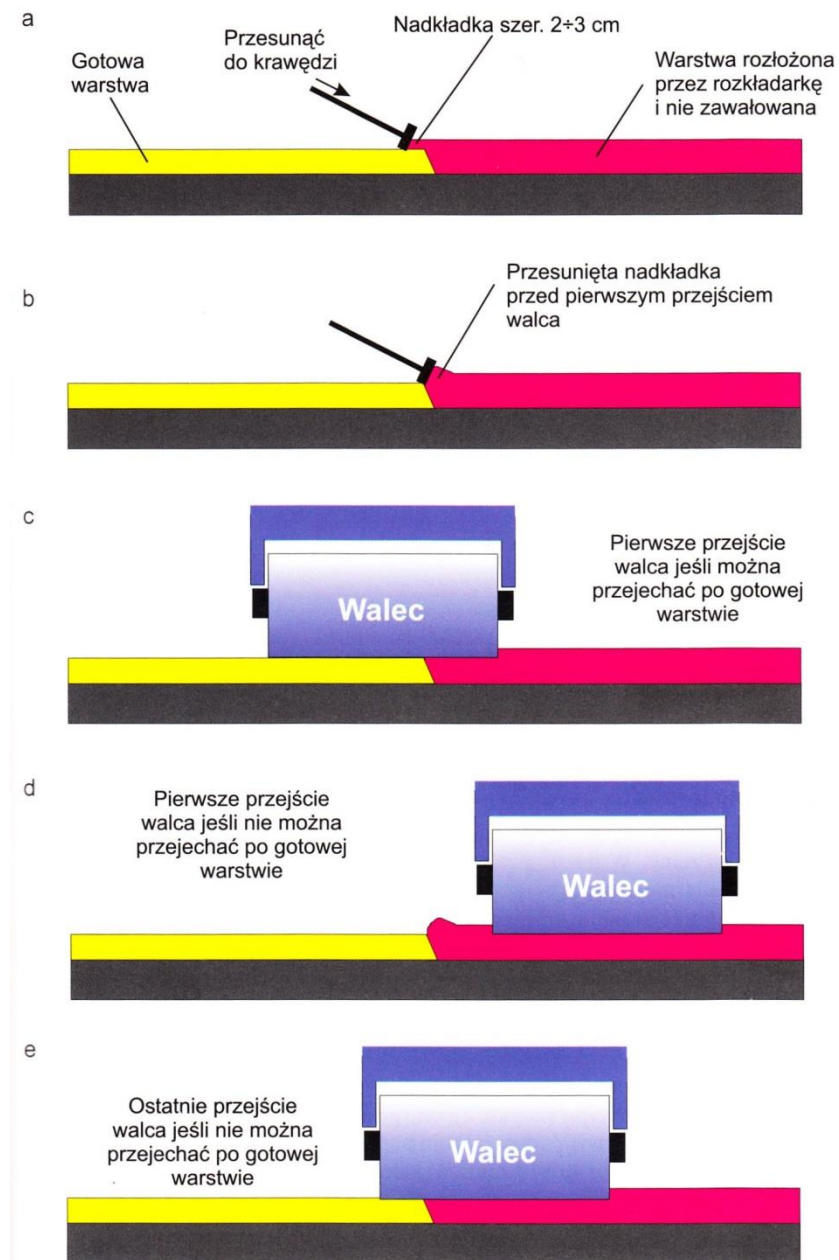 a
Przesunąć
do krawędzi
Nadkładka szer. 2÷3 cm
Gotowa
warstwa
Warstwa rozłożona
przez rozkładarkę
i nie zawałowana
b
Przesunięta nadkładka
przed pierwszym przejściem
walca
c
Walec
Pierwsze przejście
walca jeśli można
przejechać po gotowej
warstwie
d
Pierwsze przejście
walca jeśli nie można
przejechać po gotowej
warstwie
Walec
e
Ostatnie przejście
walca jeśli nie można
przejechać po gotowej
warstwie
Walec